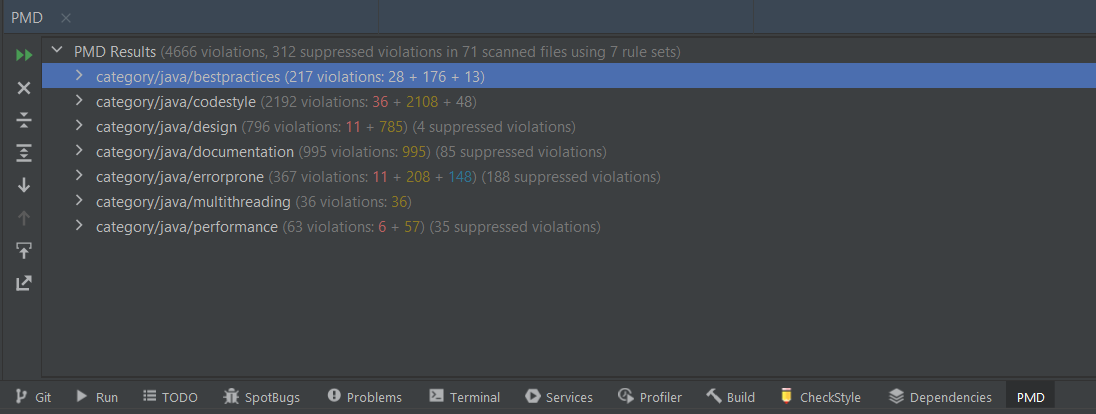 PMD
PMD Results (4666 violations, 312 suppressed violations in 71 scanned files using 7 rule sets)
category/java/bestpractices (217 violations: 28 + 176 + 13)
category/java/codestyle (2192 violations: 36 + 2108 + 48)
category/java/design (796 violations: 11 + 785) (4 suppressed violations)
category/java/documentation (995 violations: 995) (85 suppressed violations)
category/java/errorprone (367 violations: 11 + 208 + 148) (188 suppressed violations)
category/java/multithreading (36 violations: 36)
category/java/performance (63 violations: 6 + 57) (35 suppressed violations)
Git Run TODO SpotBugs Problems Terminal Services Profiler Build CheckStyle Dependencies PMD